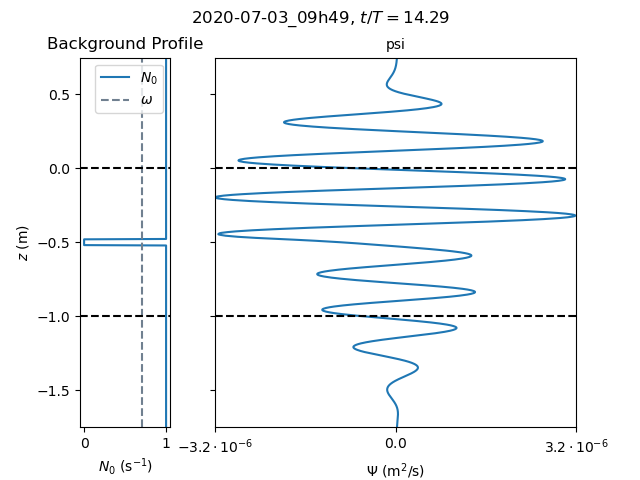 2020-07-03_09h49, t/T = 14.29
Background Profile
psi
N₀
ω
z (m)
0.5
0.0
−0.5
−1.0
−1.5
0 1
−3.2 · 10⁻⁶ 0.0 3.2 · 10⁻⁶
N₀ (s⁻¹)
Ψ (m²/s)